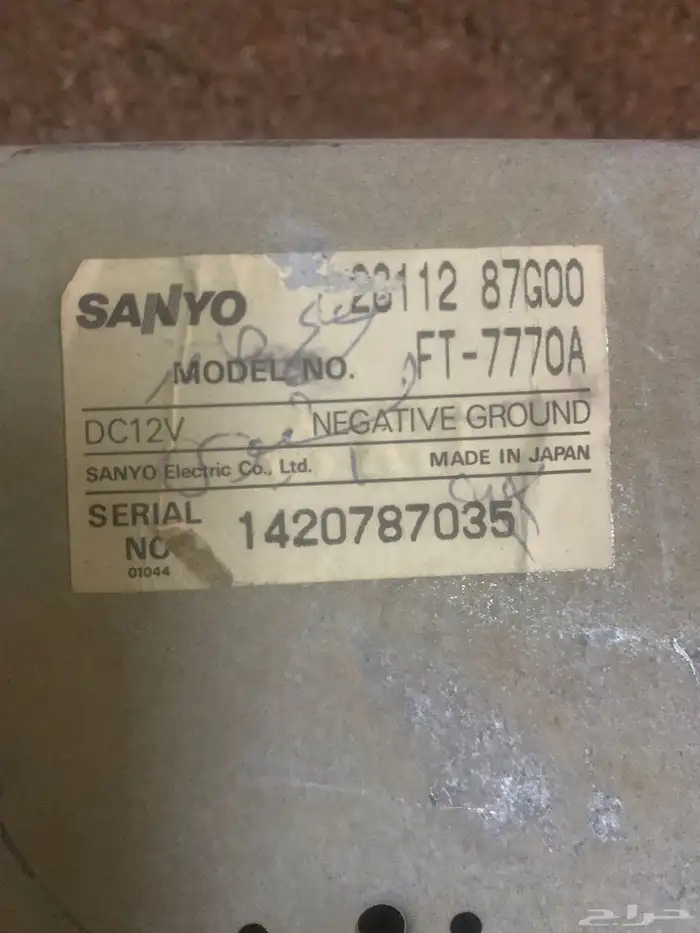 SANYO 28112 87G00
MODEL NO. FT-7770A
DC12V NEGATIVE GROUND
SANYO Electric Co., Ltd. MADE IN JAPAN
SERIAL NO 1420787035
01044
حراج